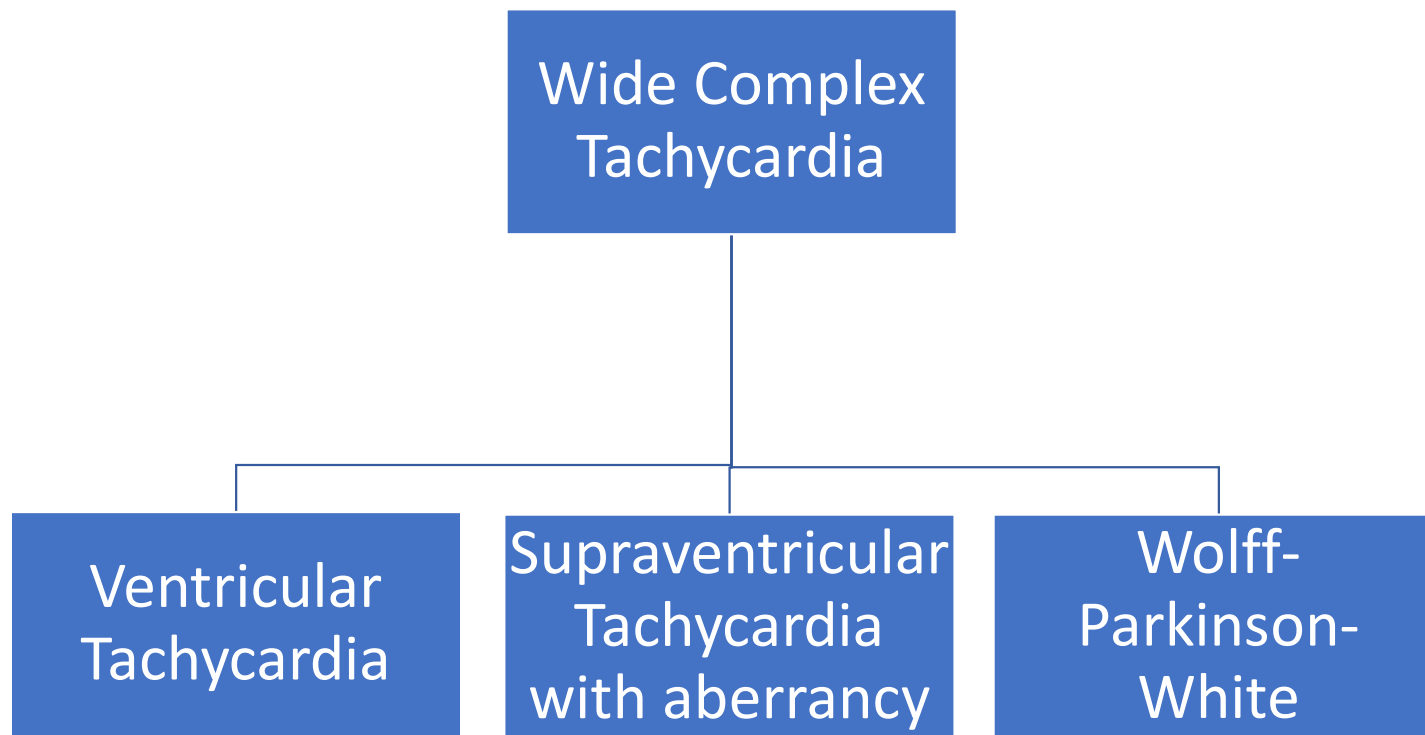 Wide Complex
Tachycardia
Ventricular
Tachycardia
Supraventricular
Tachycardia
with aberrancy
Wolff-
Parkinson-
White